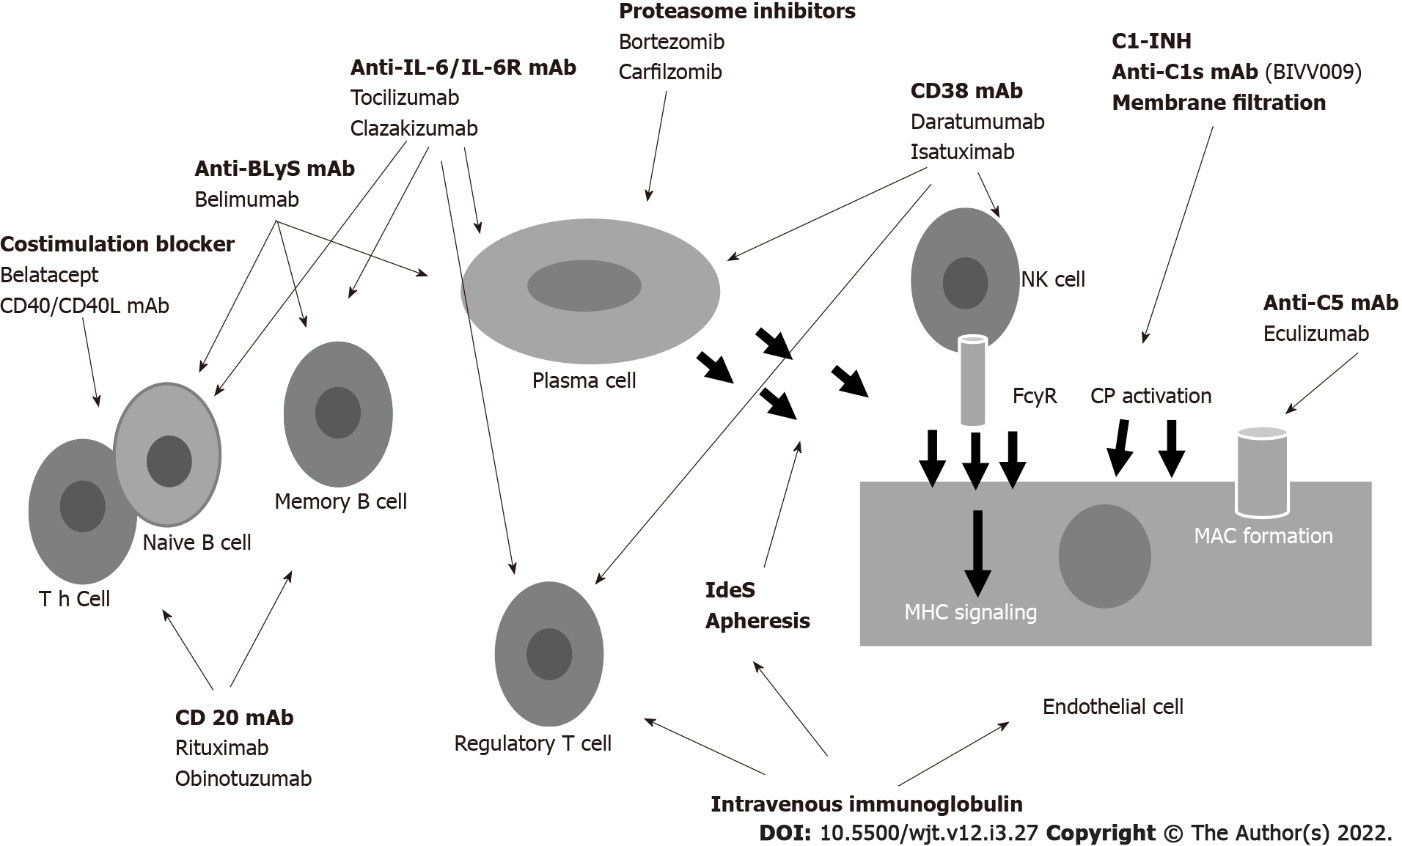 Proteasome inhibitors
Bortezomib
Carfilzomib
C1-INH
Anti-C1s mAb (BIVV009)
Membrane filtration
Anti-IL-6/IL-6R mAb
Tocilizumab
Clazakizumab
CD38 mAb
Daratumumab
Isatuximab
Anti-BLyS mAb
Belimumab
Costimulation blocker
Belatacept
CD40/CD40L mAb
NK cell
Anti-C5 mAb
Eculizumab
Plasma cell
FcyR
CP activation
Memory B cell
Naive B cell
T h Cell
MAC formation
MHC signaling
IdeS
Apheresis
CD 20 mAb
Rituximab
Obinotuzumab
Regulatory T cell
Endothelial cell
Intravenous immunoglobulin
DOI: 10.5500/wjt.v12.i3.27 Copyright © The Author(s) 2022.